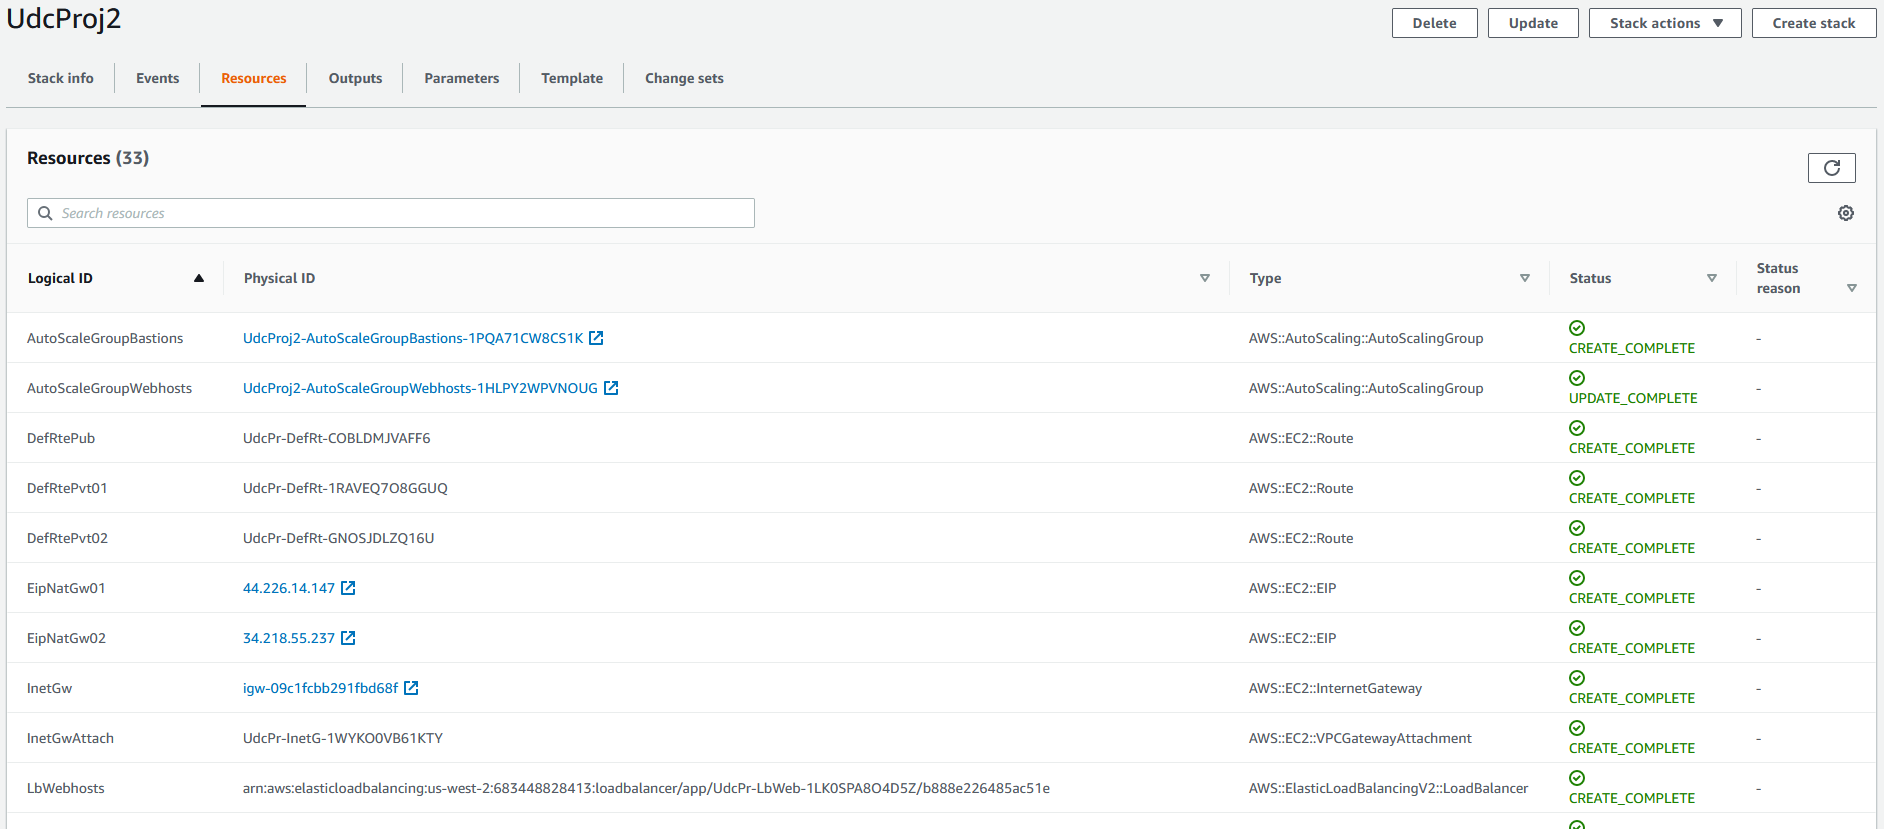 UdcProj2
Delete
Update
Stack actions
Create stack
Stack info
Events
Resources
Outputs
Parameters
Template
Change sets
Resources (33)
Search resources
Logical ID
Physical ID
Type
Status
Status reason
AutoScaleGroupBastions UdcProj2-AutoScaleGroupBastions-1PQA71CW8CS1K AWS::AutoScaling::AutoScalingGroup CREATE_COMPLETE -
AutoScaleGroupWebhosts UdcProj2-AutoScaleGroupWebhosts-1HLPY2WPVNOUG AWS::AutoScaling::AutoScalingGroup UPDATE_COMPLETE -
DefRtePub UdcPr-DefRt-COBLDMJVAFF6 AWS::EC2::Route CREATE_COMPLETE -
DefRtePvt01 UdcPr-DefRt-1RAVEQ7O8GGUQ AWS::EC2::Route CREATE_COMPLETE -
DefRtePvt02 UdcPr-DefRt-GNOSJDLZQ16U AWS::EC2::Route CREATE_COMPLETE -
EipNatGw01 44.226.14.147 AWS::EC2::EIP CREATE_COMPLETE -
EipNatGw02 34.218.55.237 AWS::EC2::EIP CREATE_COMPLETE -
InetGw igw-09c1fcbb291fbd68f AWS::EC2::InternetGateway CREATE_COMPLETE -
InetGwAttach UdcPr-InetG-1WYKO0VB61KTY AWS::EC2::VPCGatewayAttachment CREATE_COMPLETE -
LbWebhosts arn:aws:elasticloadbalancing:us-west-2:683448828413:loadbalancer/app/UdcPr-LbWeb-1LK0SPA8O4D5Z/b888e226485ac51e AWS::ElasticLoadBalancingV2::LoadBalancer CREATE_COMPLETE -